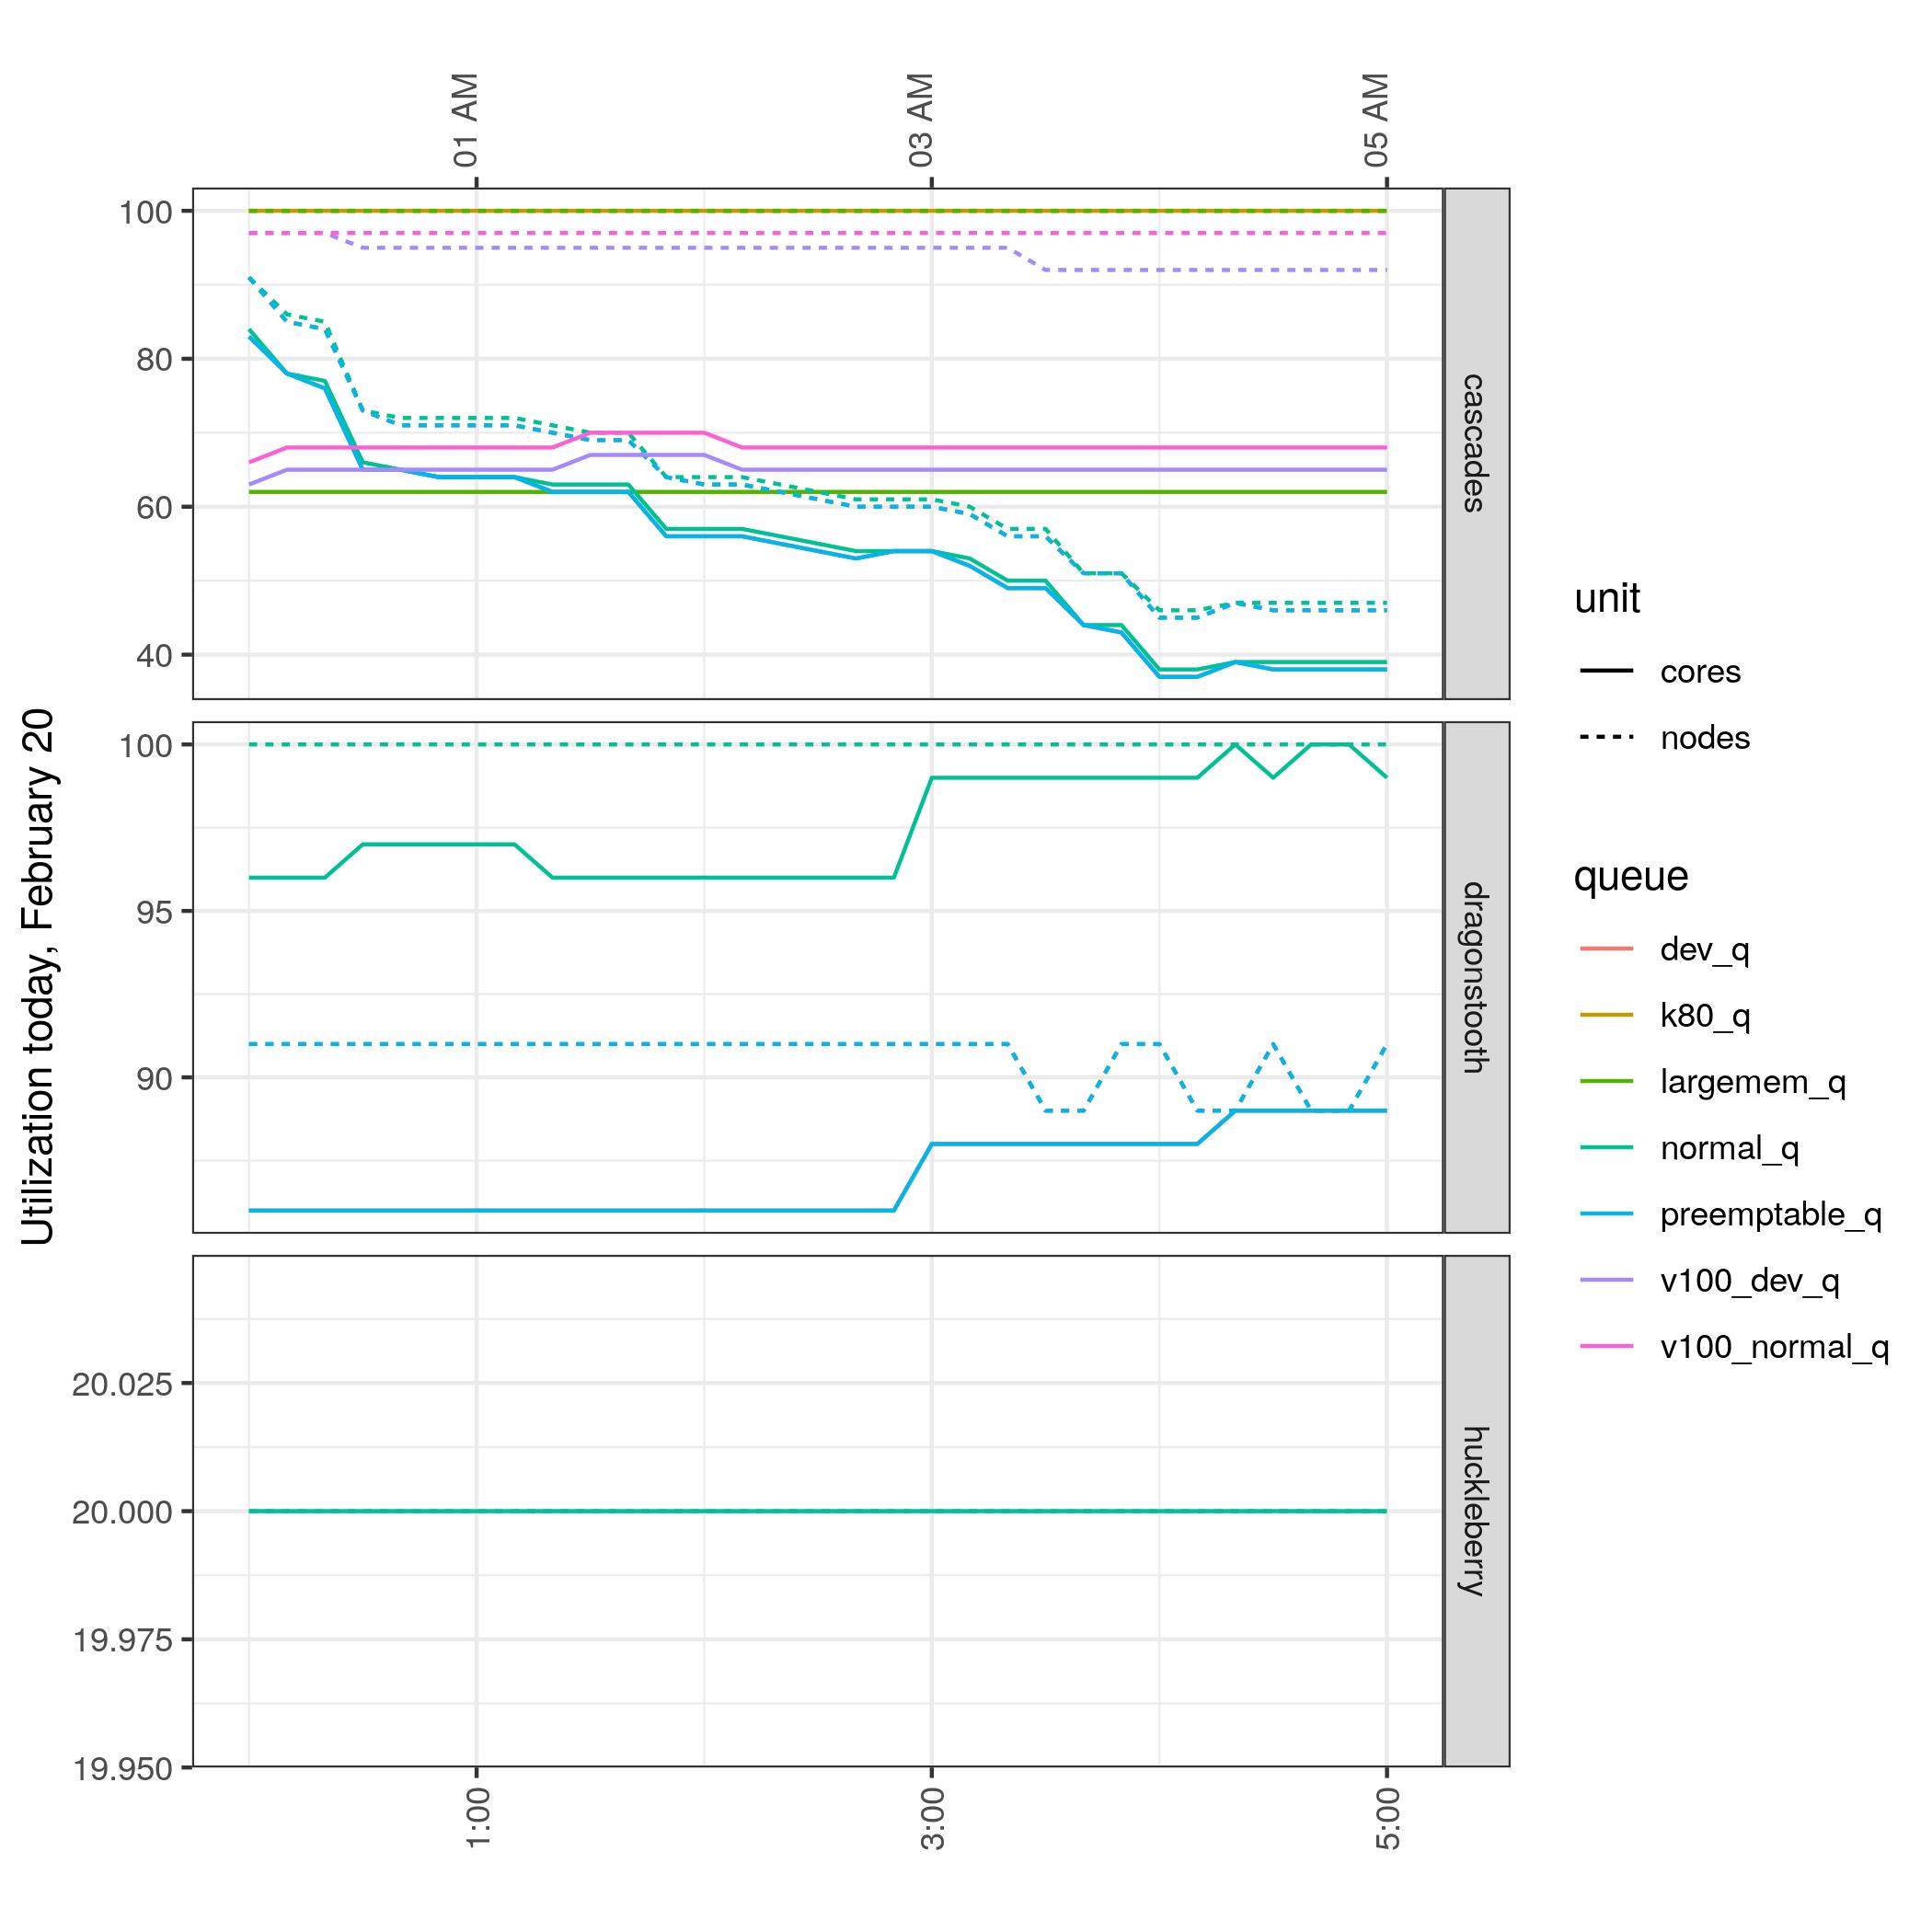 01 AM
03 AM
05 AM
Utilization today, February 20
100
80
60
40
cascades
100
95
90
dragonstooth
20.025
20.000
19.975
19.950
huckleberry
1:00
3:00
5:00
unit
cores
nodes
queue
dev_q
k80_q
largemem_q
normal_q
preemptable_q
v100_dev_q
v100_normal_q